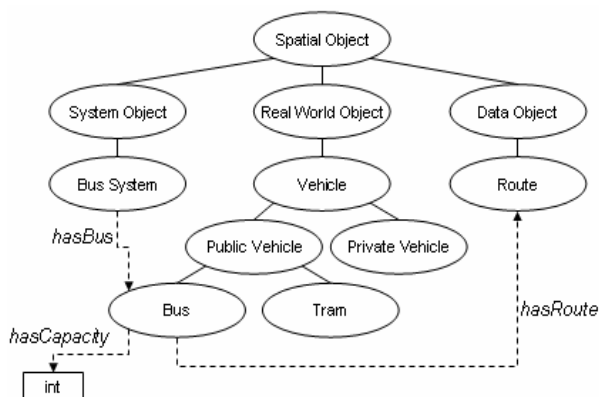 Spatial Object
System Object
Real World Object
Data Object
Bus System
Vehicle
Route
hasBus
Public Vehicle
Private Vehicle
Bus
Tram
hasRoute
hasCapacity
int